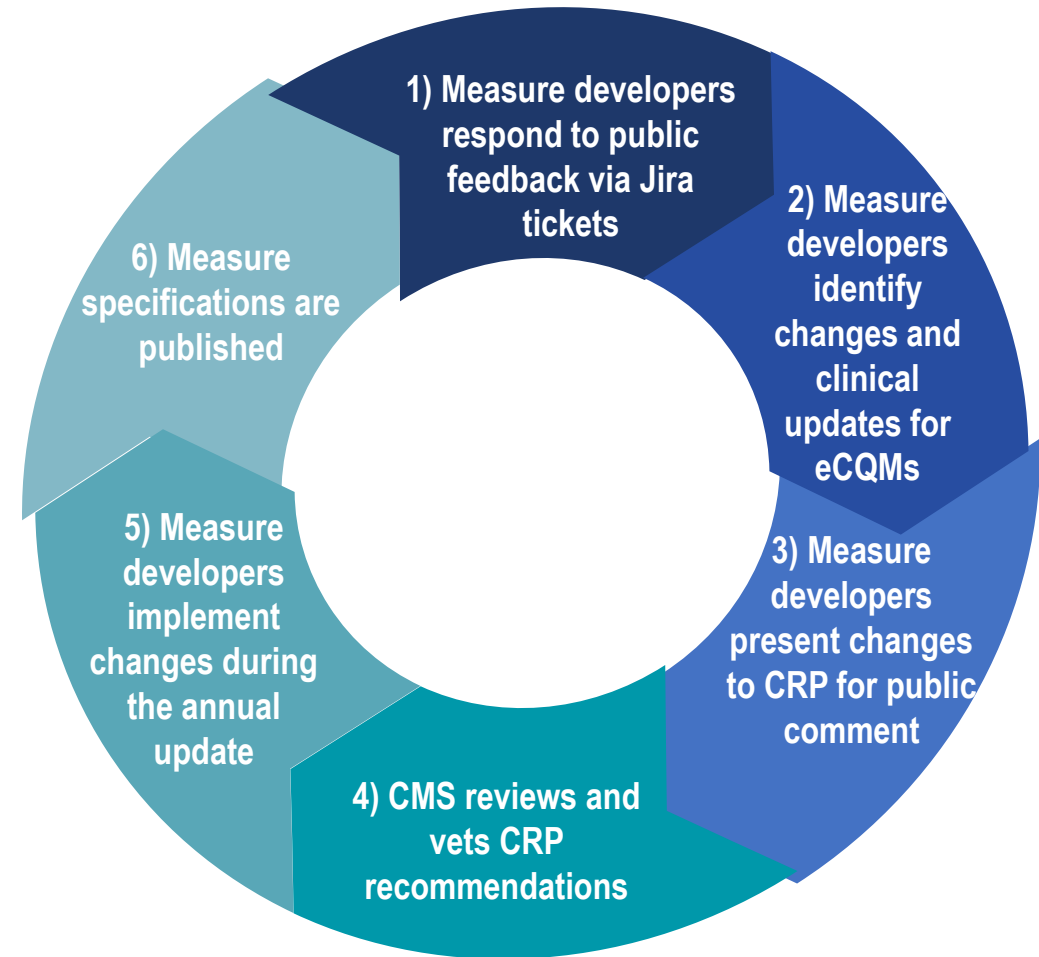 1) Measure developers
respond to public
feedback via Jira
tickets
2) Measure
developers
identify
changes and
clinical
updates for
eCQMs
3) Measure
developers
present changes
to CRP for public
comment
4) CMS reviews and
vets CRP
recommendations
5) Measure
developers
implement
changes during
the annual
update
6) Measure
specifications are
published